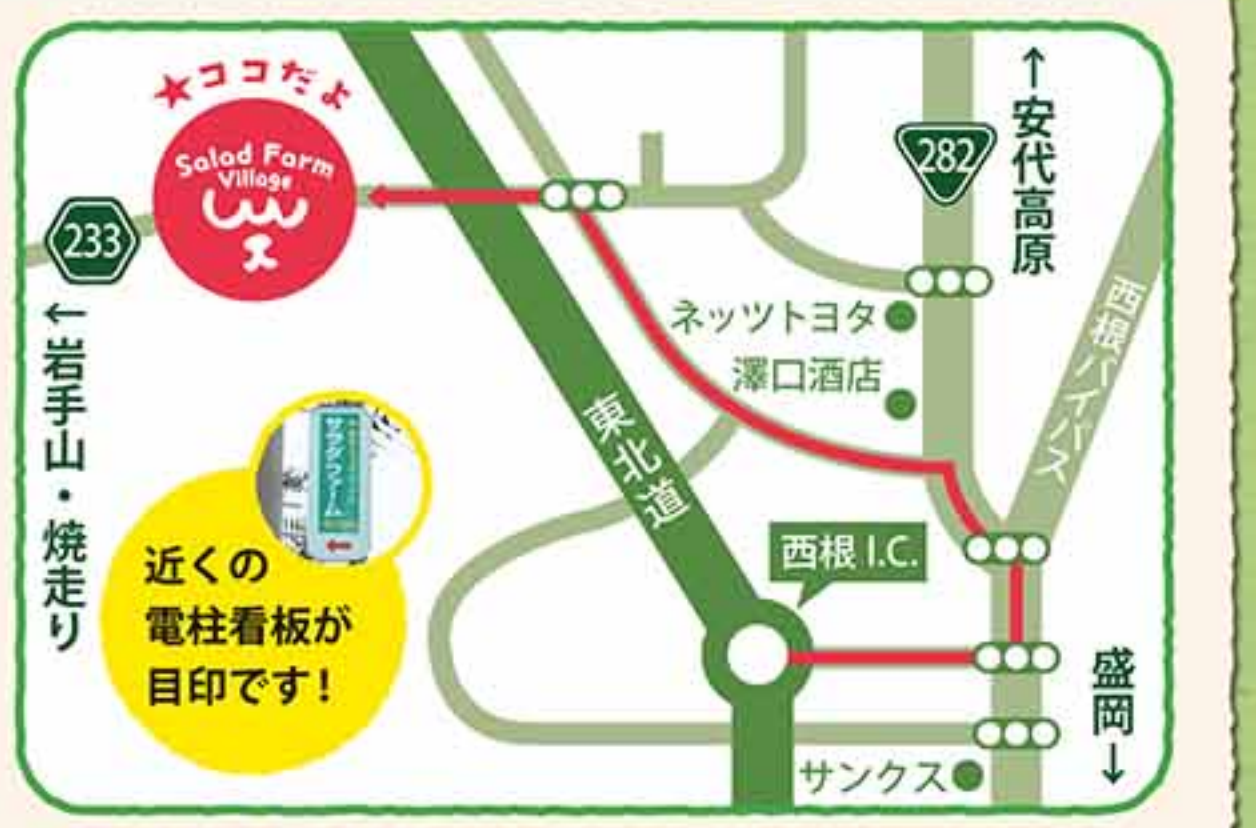 ★ココだよ
Salad Farm
Village
233
282
↑安代高原
西根バイパス
ネッツトヨタ
澤口酒店
東北道
←岩手山・焼走り
サラダファーム
近くの
電柱看板が
目印です!
西根 I.C.
盛岡→
サンクス